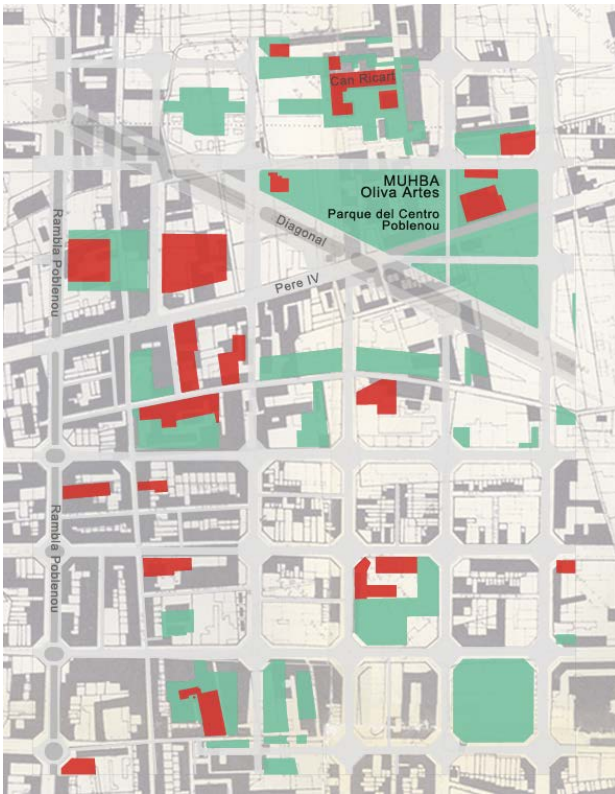 Can Ricart
MUHBA
Oliva Artes
Parque del Centro
Poblenou
Diagonal
Rambla Poblenou
Pere IV
Rambla Poblenou